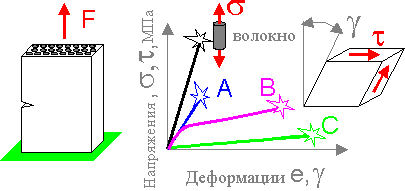 F
Напряжения, σ, τ, МПа
σ
волокно
A
B
C
Деформации e, γ
γ
τ